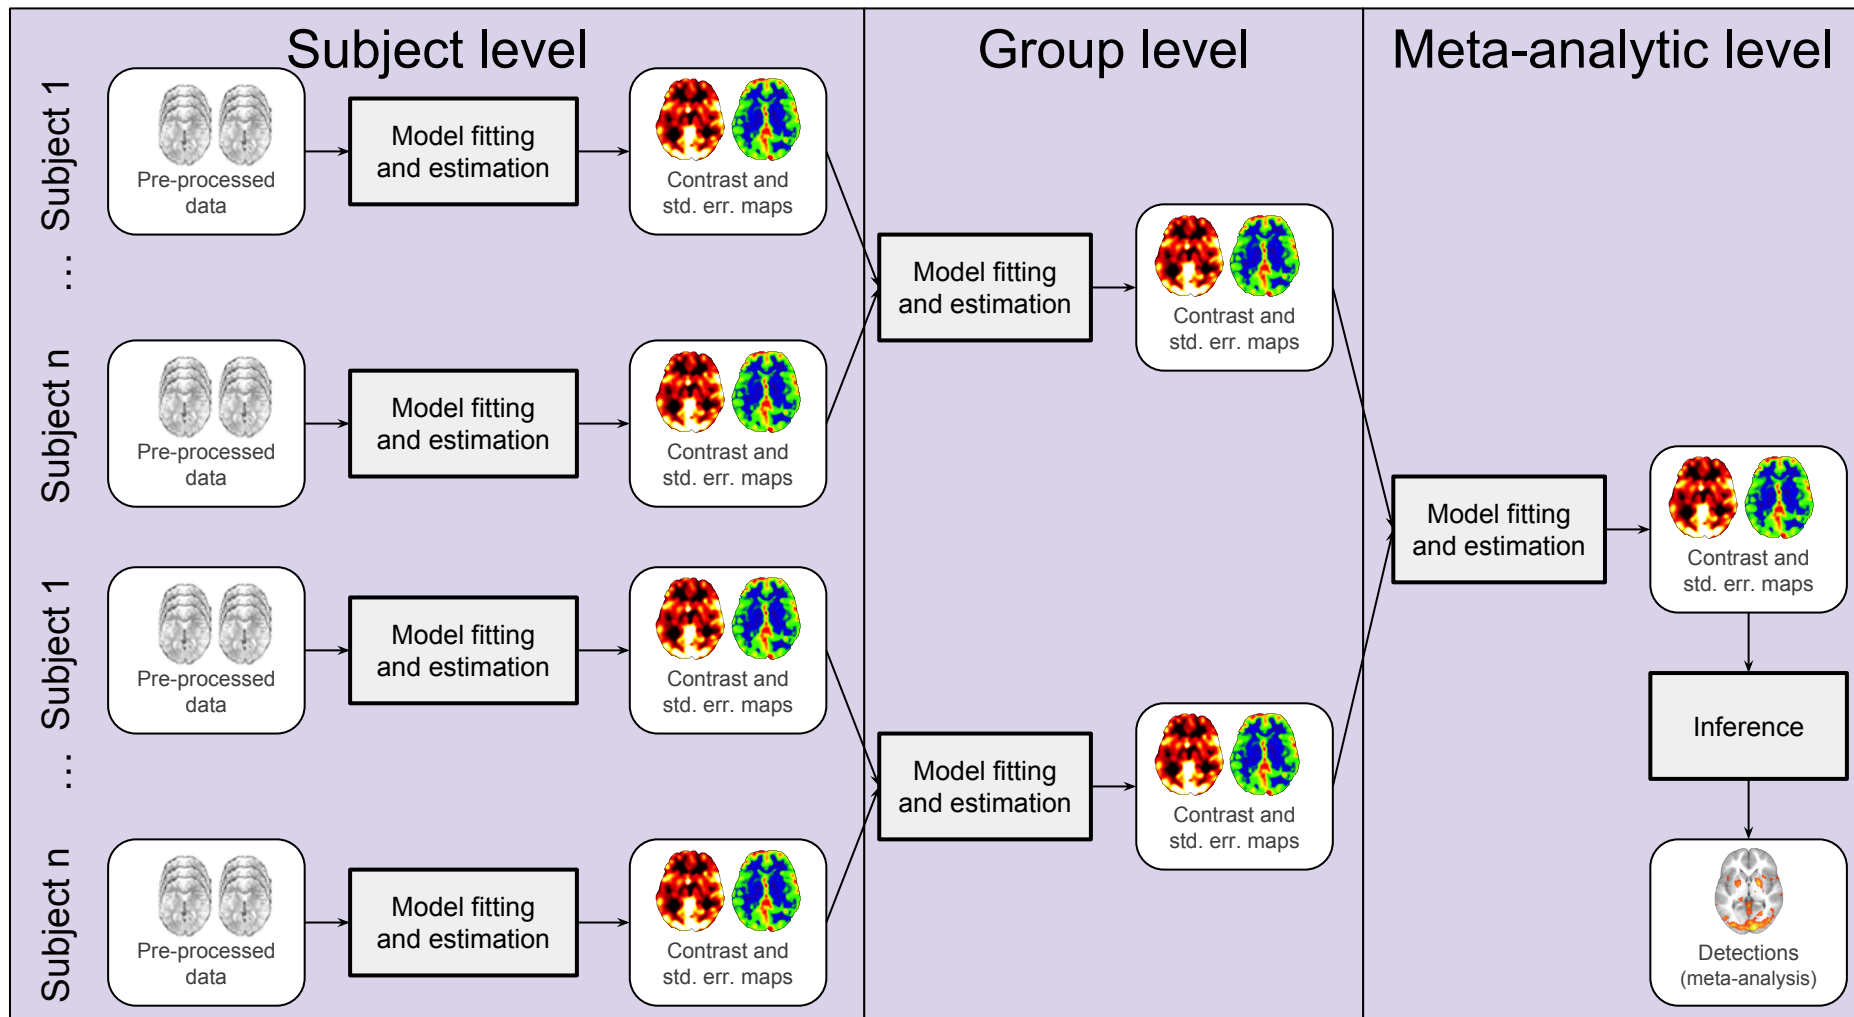 Subject level
Group level
Meta-analytic level
Subject 1
Pre-processed
data
Model fitting
and estimation
Contrast and
std. err. maps
...
Subject n
Pre-processed
data
Model fitting
and estimation
Contrast and
std. err. maps
Subject 1
Pre-processed
data
Model fitting
and estimation
Contrast and
std. err. maps
...
Subject n
Pre-processed
data
Model fitting
and estimation
Contrast and
std. err. maps
Model fitting
and estimation
Contrast and
std. err. maps
Model fitting
and estimation
Contrast and
std. err. maps
Model fitting
and estimation
Contrast and
std. err. maps
Inference
Detections
(meta-analysis)